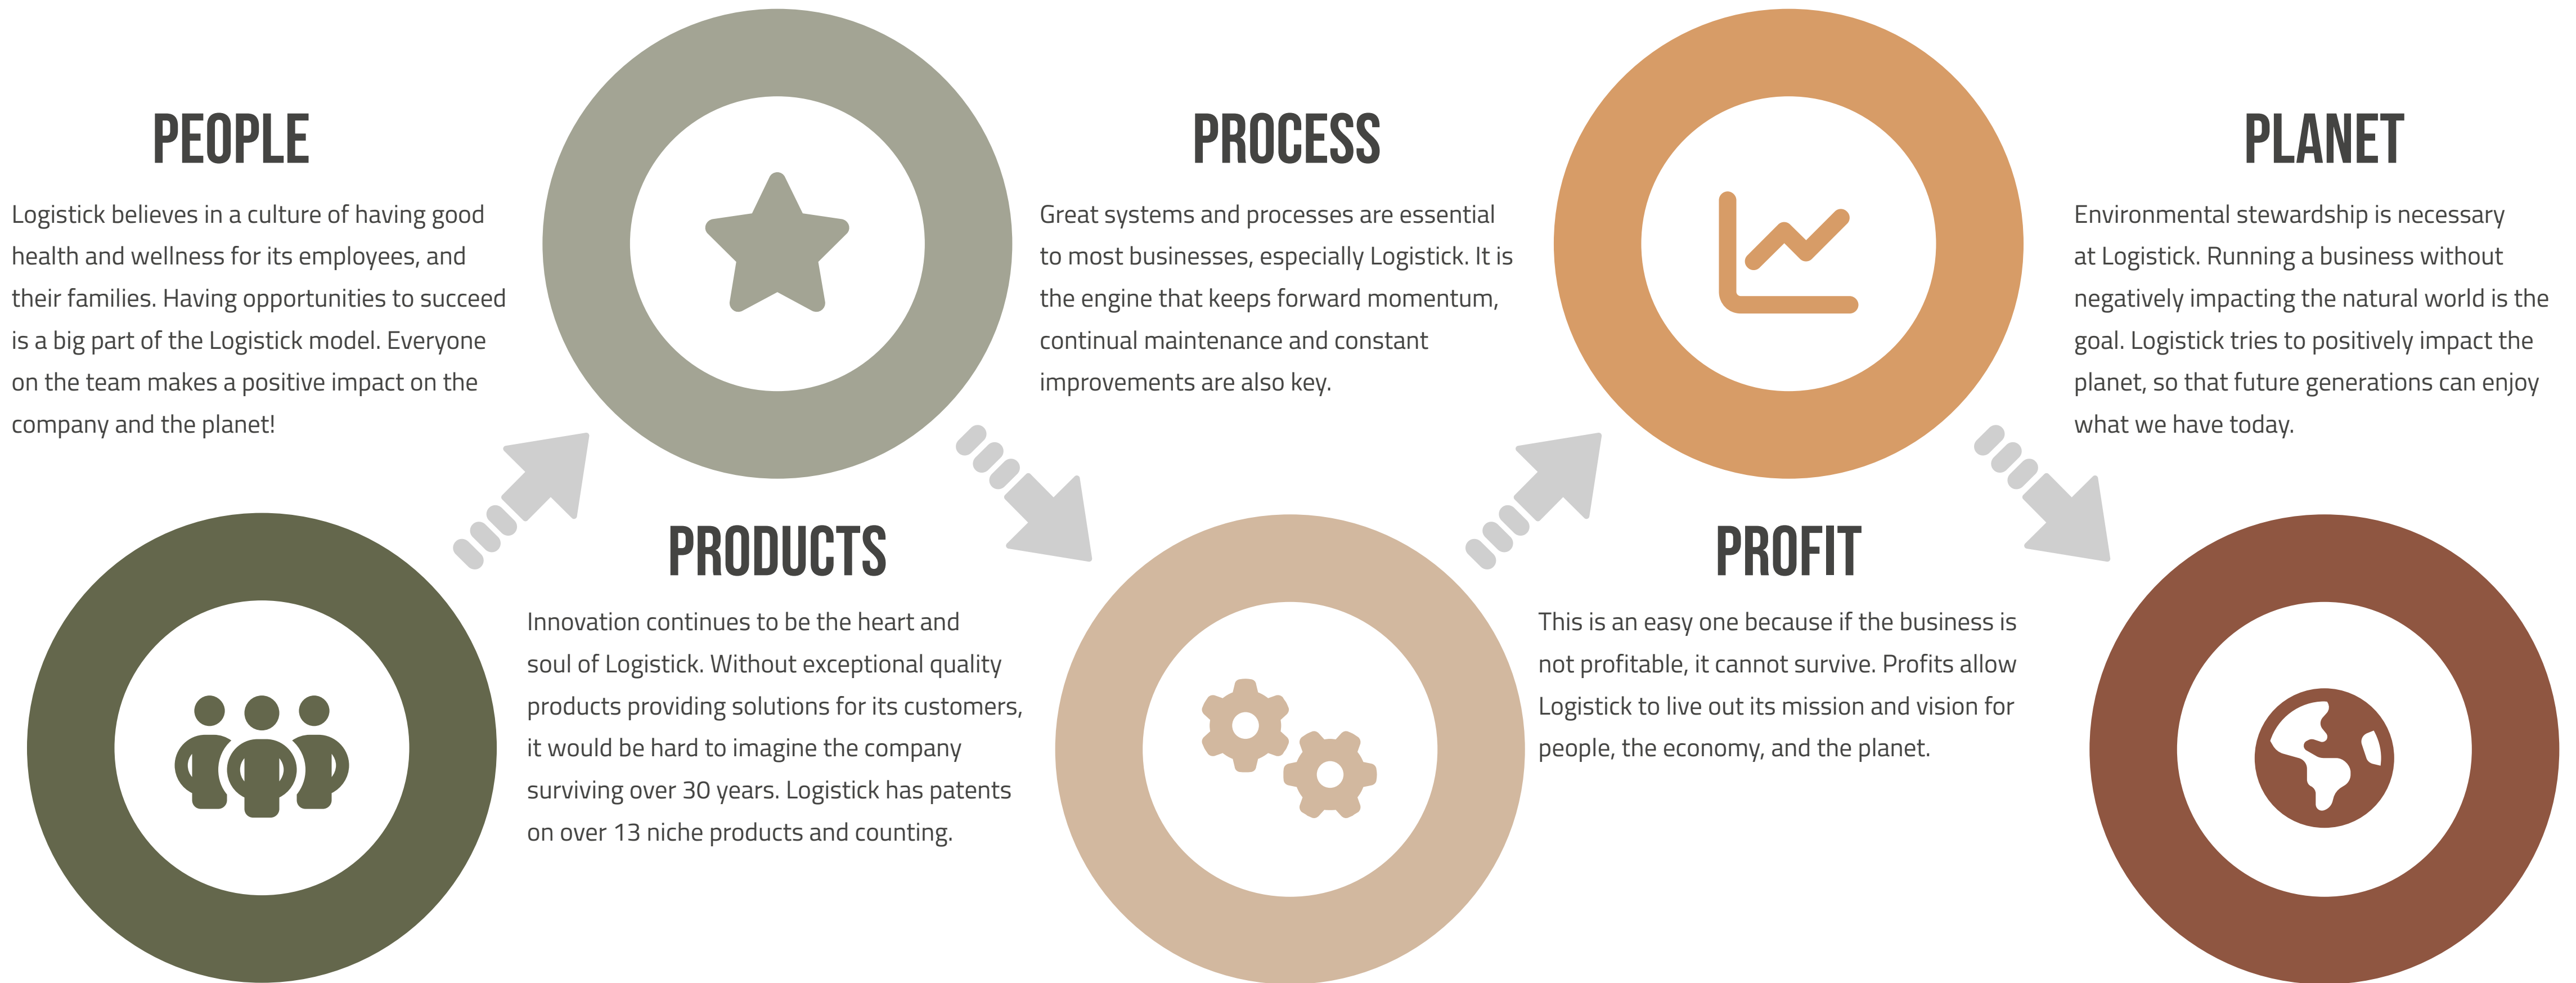 PEOPLE
Logistick believes in a culture of having good
health and wellness for its employees, and
their families. Having opportunities to succeed
is a big part of the Logistick model. Everyone
on the team makes a positive impact on the
company and the planet!
PRODUCTS
Innovation continues to be the heart and
soul of Logistick. Without exceptional quality
products providing solutions for its customers,
it would be hard to imagine the company
surviving over 30 years. Logistick has patents
on over 13 niche products and counting.
PROCESS
Great systems and processes are essential
to most businesses, especially Logistick. It is
the engine that keeps forward momentum,
continual maintenance and constant
improvements are also key.
PROFIT
This is an easy one because if the business is
not profitable, it cannot survive. Profits allow
Logistick to live out its mission and vision for
people, the economy, and the planet.
PLANET
Environmental stewardship is necessary
at Logistick. Running a business without
negatively impacting the natural world is the
goal. Logistick tries to positively impact the
planet, so that future generations can enjoy
what we have today.